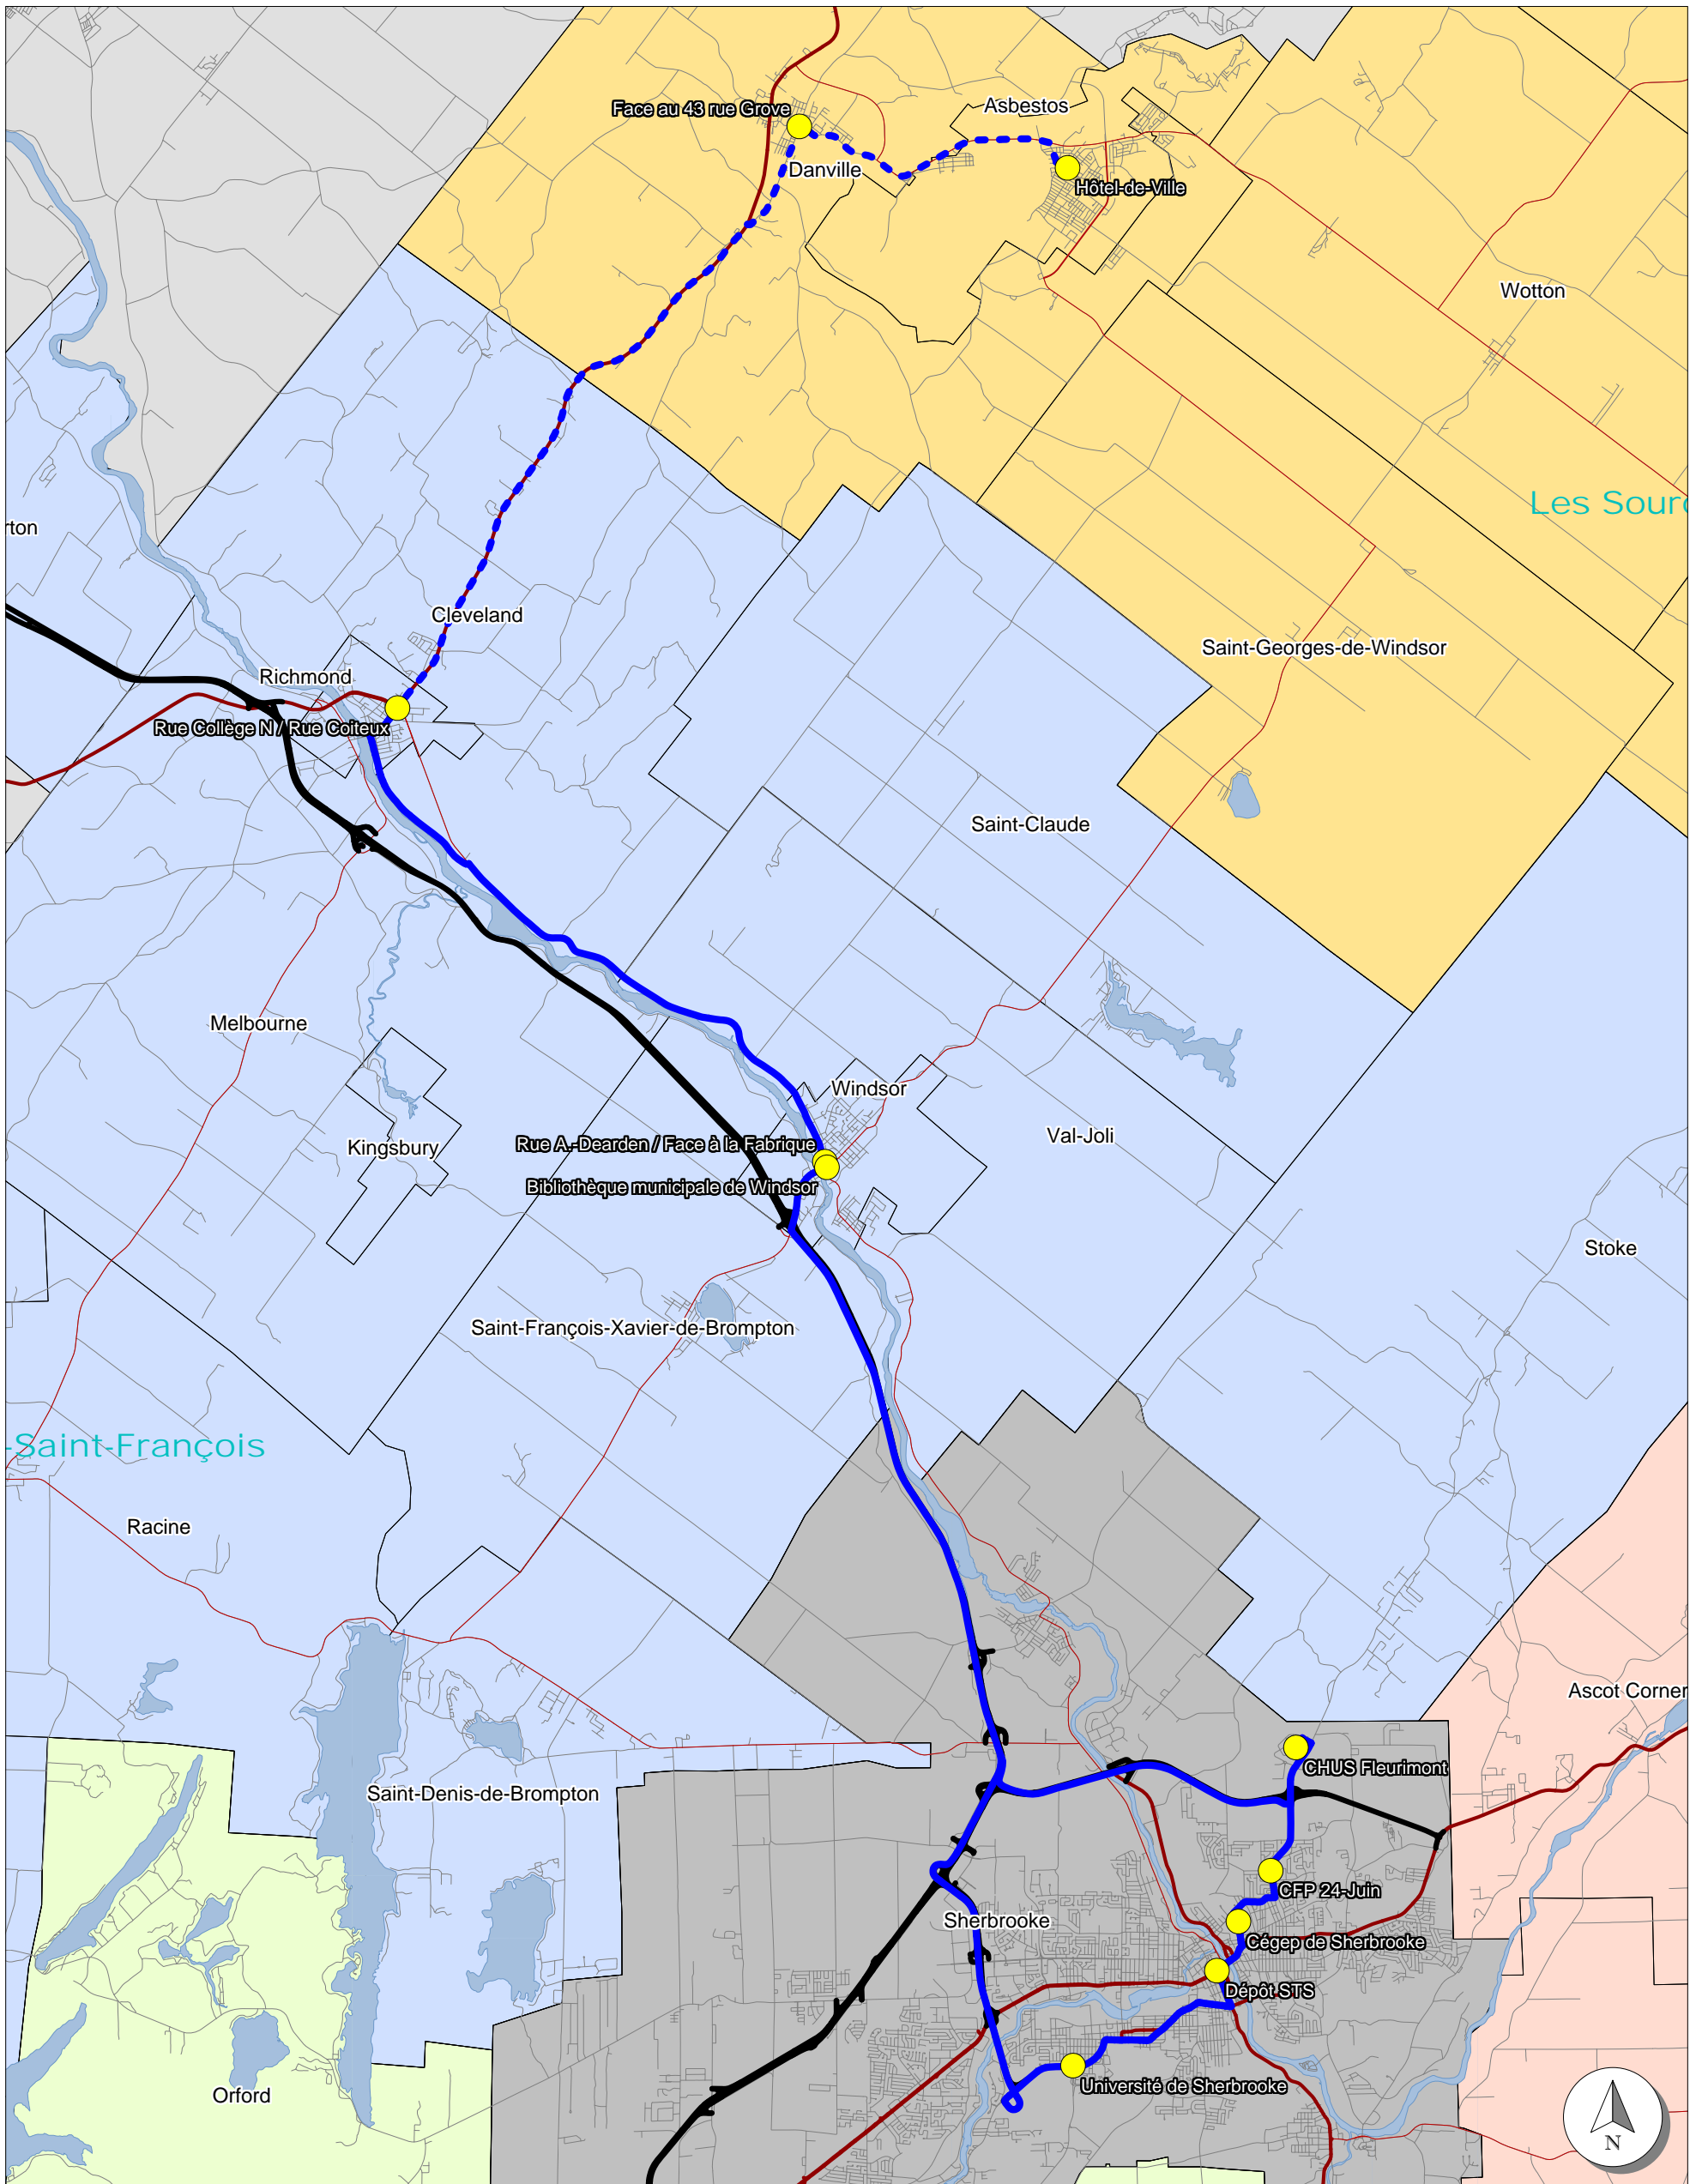 Asbestos
Face au 43 rue Grove
Danville
Hôtel-de-Ville
Wotton
Les Sourc
rton
Cleveland
Saint-Georges-de-Windsor
Richmond
Rue Collège N / Rue Coiteux
Saint-Claude
Melbourne
Windsor
Val-Joli
Rue A.-Dearden / Face à la Fabrique
Kingsbury
Bibliothèque municipale de Windsor
Stoke
Saint-François-Xavier-de-Brompton
-Saint-François
Racine
Ascot Corner
CHUS Fleurimont
Saint-Denis-de-Brompton
CFP 24-Juin
Sherbrooke
Cégep de Sherbrooke
Dépôt STS
Université de Sherbrooke
Orford
N